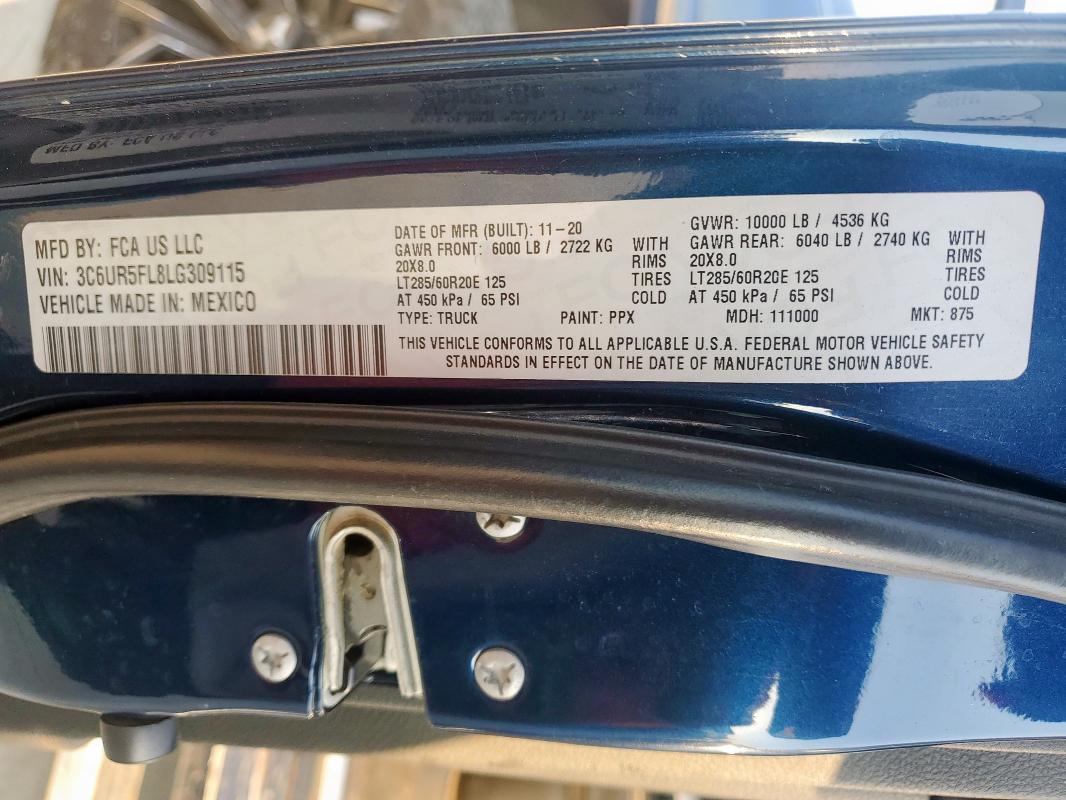 MFD BY: FCA US LLC
VIN: 3C6UR5FL8LG309115
VEHICLE MADE IN: MEXICO
DATE OF MFR (BUILT): 11-20
GVWR: 10000 LB / 4536 KG
GAWR FRONT: 6000 LB / 2722 KG WITH
20X8.0 RIMS
LT285/60R20E 125 TIRES
AT 450 kPa / 65 PSI COLD
GAWR REAR: 6040 LB / 2740 KG WITH
20X8.0 RIMS
LT285/60R20E 125 TIRES
AT 450 kPa / 65 PSI COLD
TYPE: TRUCK PAINT: PPX MDH: 111000 MKT: 875
THIS VEHICLE CONFORMS TO ALL APPLICABLE U.S.A. FEDERAL MOTOR VEHICLE SAFETY
STANDARDS IN EFFECT ON THE DATE OF MANUFACTURE SHOWN ABOVE.